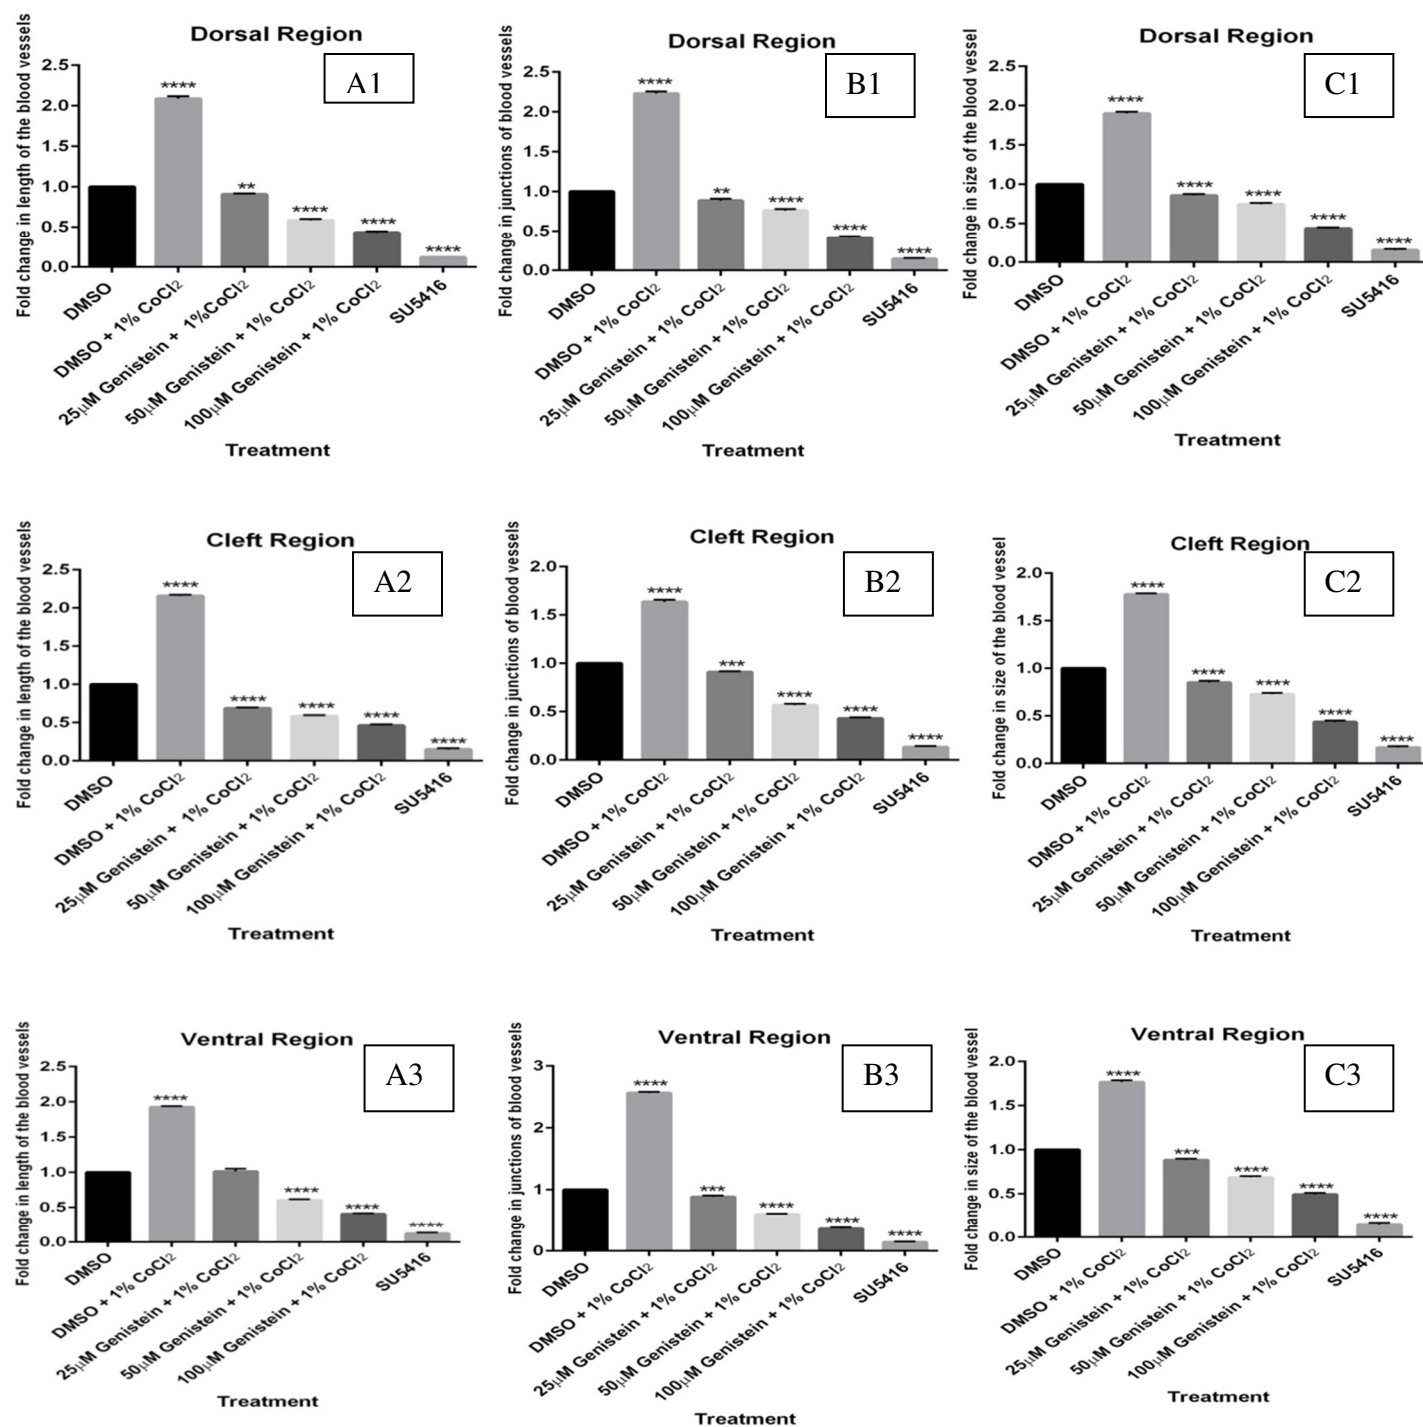 Dorsal Region
A1
Fold change in length of the blood vessels
2.5
2.0
1.5
1.0
0.5
0.0
****
**
****
****
****
DMSO
DMSO + 1% CoCl2
25µM Genistein + 1%CoCl2
50µM Genistein + 1% CoCl2
100µM Genistein + 1% CoCl2
SU5416
Treatment
Dorsal Region
B1
Fold change in junctions of blood vessels
2.5
2.0
1.5
1.0
0.5
0.0
****
**
****
****
****
DMSO
DMSO + 1% CoCl2
25µM Genistein + 1% CoCl2
50µM Genistein + 1% CoCl2
100µM Genistein + 1% CoCl2
SU5416
Treatment
Dorsal Region
C1
Fold change in size of the blood vessel
2.5
2.0
1.5
1.0
0.5
0.0
****
****
****
****
****
DMSO
DMSO + 1% CoCl2
25µM Genistein + 1% CoCl2
50µM Genistein + 1% CoCl2
100µM Genistein + 1% CoCl2
SU5416
Treatment
Cleft Region
A2
Fold change in length of the blood vessels
2.5
2.0
1.5
1.0
0.5
0.0
****
****
****
****
****
DMSO
DMSO + 1% CoCl2
25µM Genistein + 1% CoCl2
50µM Genistein + 1% CoCl2
100µM Genistein + 1% CoCl2
SU5416
Treatment
Cleft Region
B2
Fold change in junctions of blood vessels
2.0
1.5
1.0
0.5
0.0
****
***
****
****
****
DMSO
DMSO + 1% CoCl2
25µM Genistein + 1% CoCl2
50µM Genistein + 1% CoCl2
100µM Genistein + 1% CoCl2
SU5416
Treatment
Cleft Region
C2
Fold change in size of the blood vessel
2.0
1.5
1.0
0.5
0.0
****
****
****
****
****
DMSO
DMSO + 1% CoCl2
25µM Genistein + 1% CoCl2
50µM Genistein + 1% CoCl2
100µM Genistein + 1% CoCl2
SU5416
Treatment
Ventral Region
A3
Fold change in length of the blood vessels
2.5
2.0
1.5
1.0
0.5
0.0
****
****
****
****
DMSO
DMSO + 1% CoCl2
25µM Genistein + 1% CoCl2
50µM Genistein + 1% CoCl2
100µM Genistein + 1% CoCl2
SU5416
Treatment
Ventral Region
B3
Fold change in junctions of blood vessels
3
2
1
0
****
***
****
****
****
DMSO
DMSO + 1% CoCl2
25µM Genistein + 1% CoCl2
50µM Genistein + 1% CoCl2
100µM Genistein + 1% CoCl2
SU5416
Treatment
Ventral Region
C3
Fold change in size of the blood vessel
2.0
1.5
1.0
0.5
0.0
****
***
****
****
****
DMSO
DMSO + 1% CoCl2
25µM Genistein + 1% CoCl2
50µM Genistein + 1% CoCl2
100µM Genistein + 1% CoCl2
SU5416
Treatment